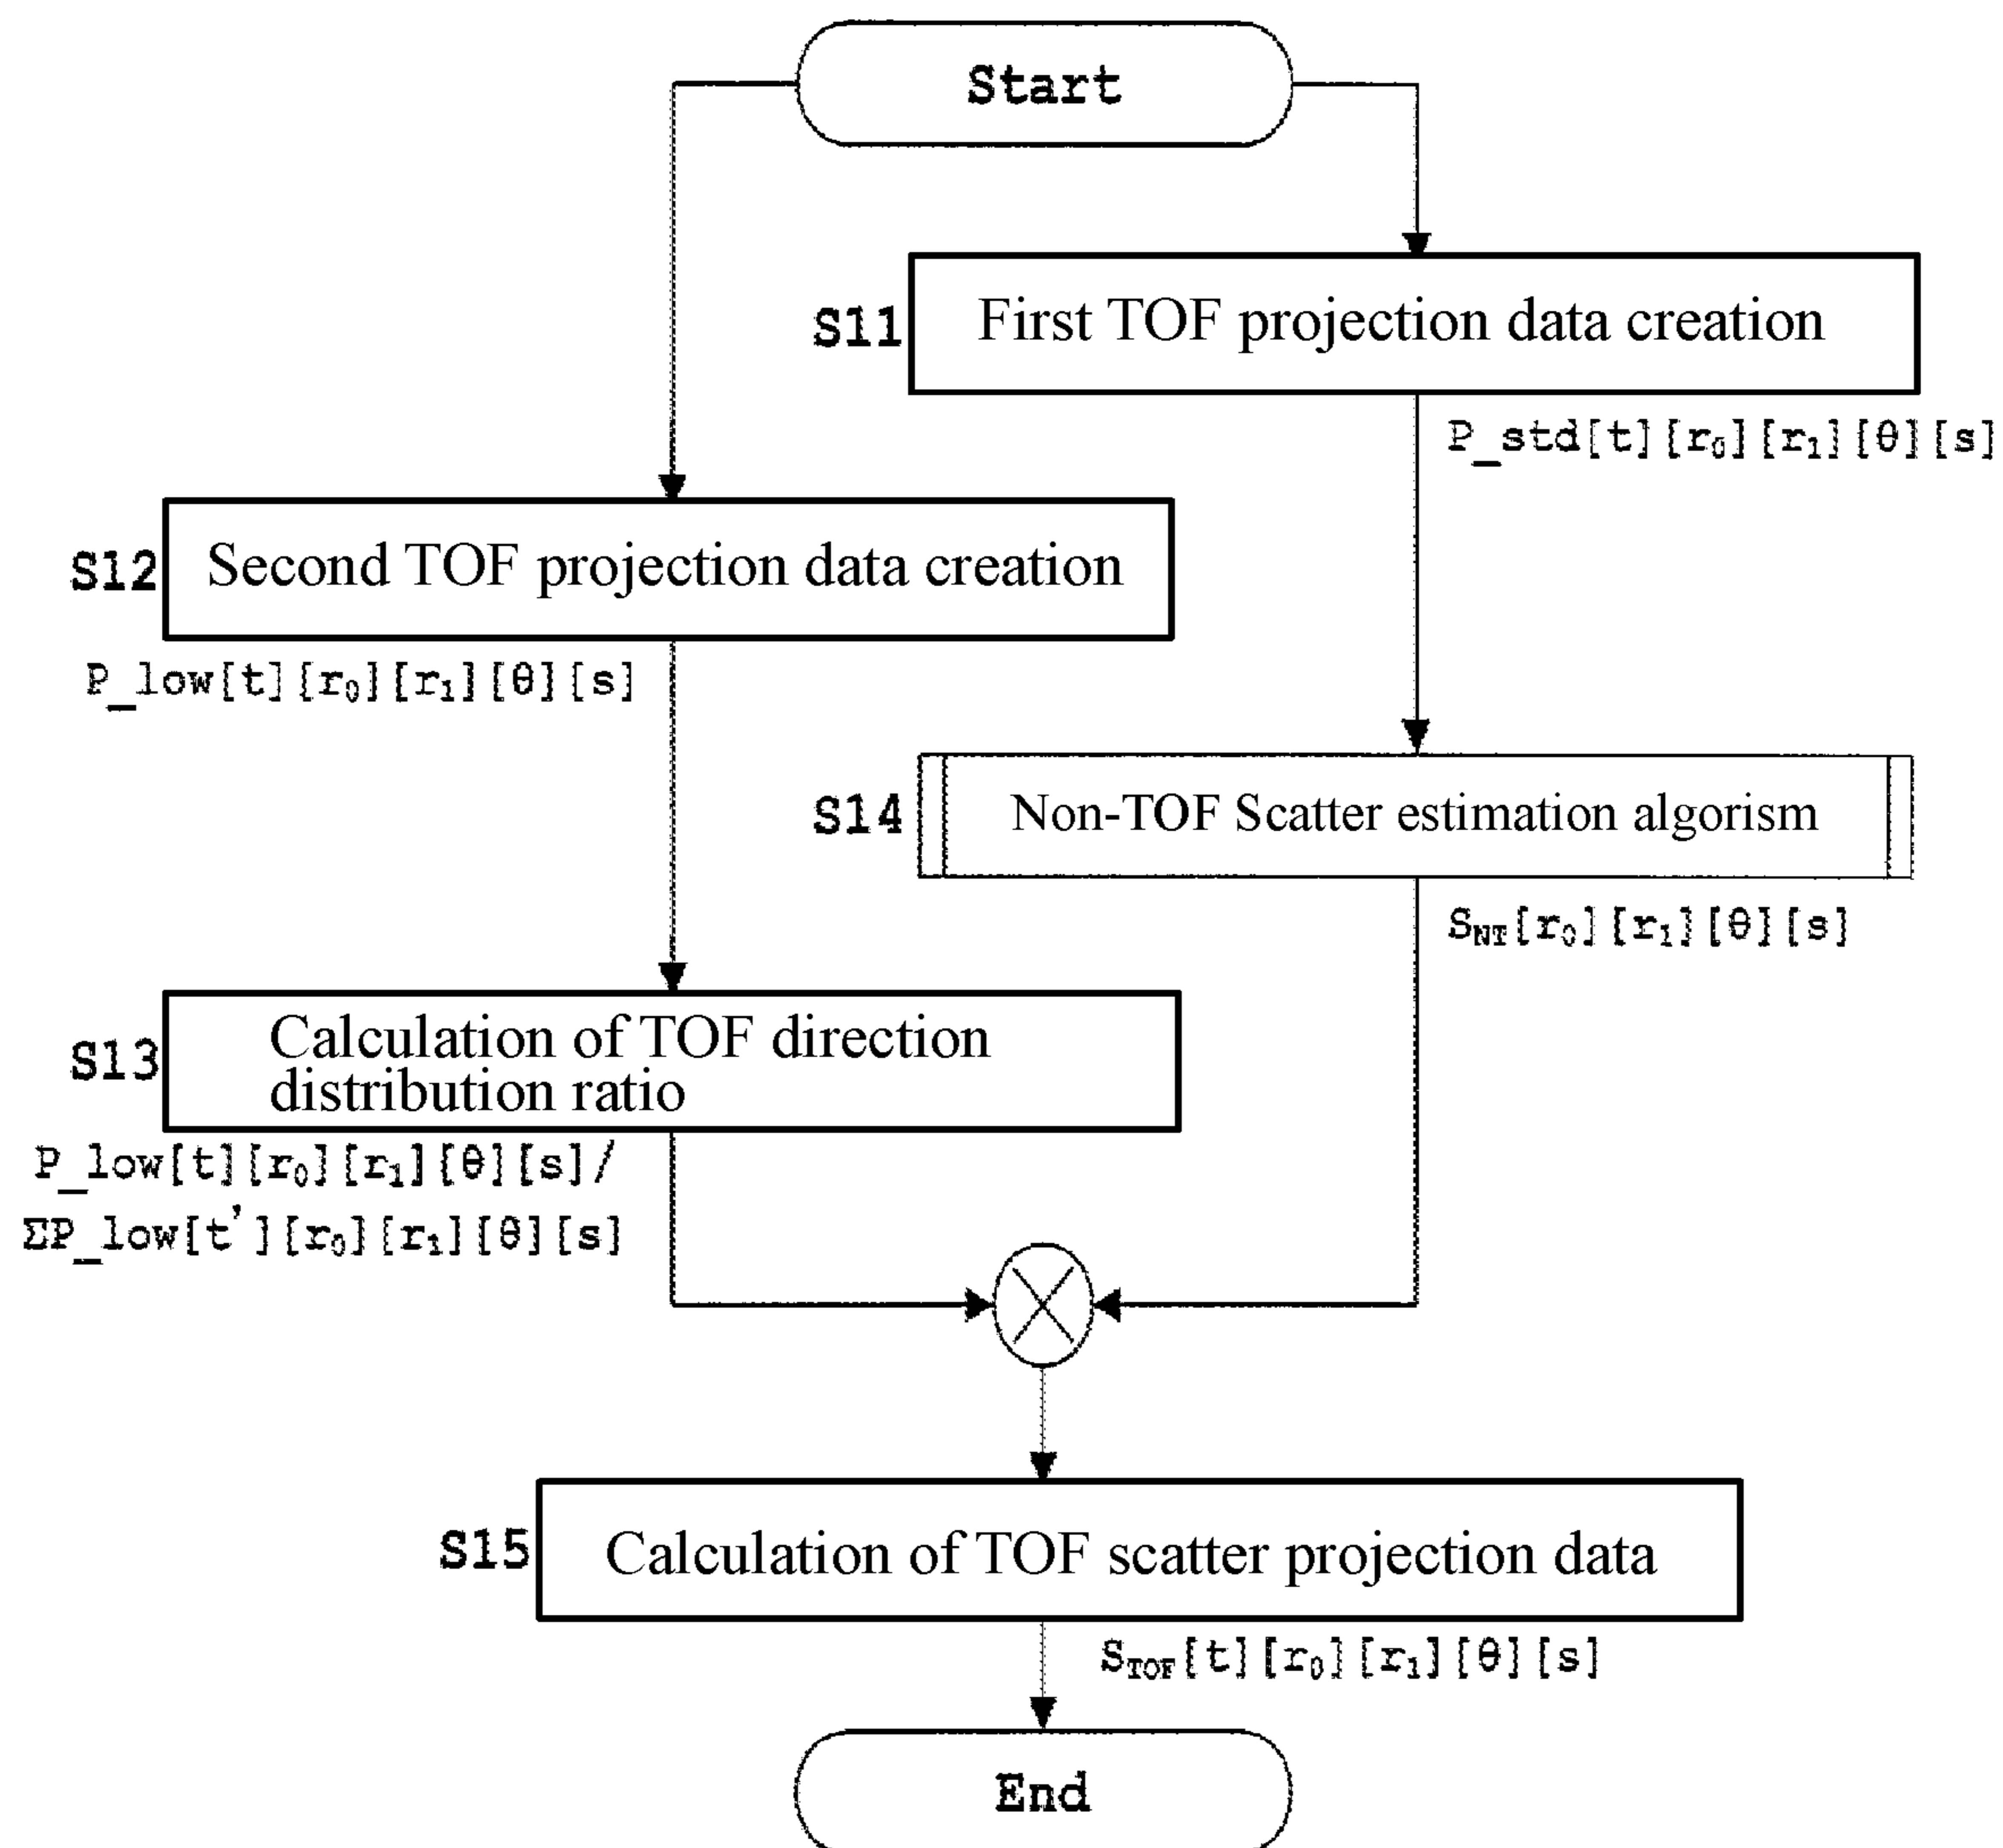 Start
S11
First TOF projection data creation
P_std[t][r₀][r₁][θ][s]
S12
Second TOF projection data creation
P_low[t][r₀][r₁][θ][s]
S14
Non-TOF Scatter estimation algorism
S_NT[r₀][r₁][θ][s]
S13
Calculation of TOF direction
distribution ratio
P_low[t][r₀][r₁][θ][s]/
ΣP_low[t'][r₀][r₁][θ][s]
S15
Calculation of TOF scatter projection data
S_TOF[t][r₀][r₁][θ][s]
End